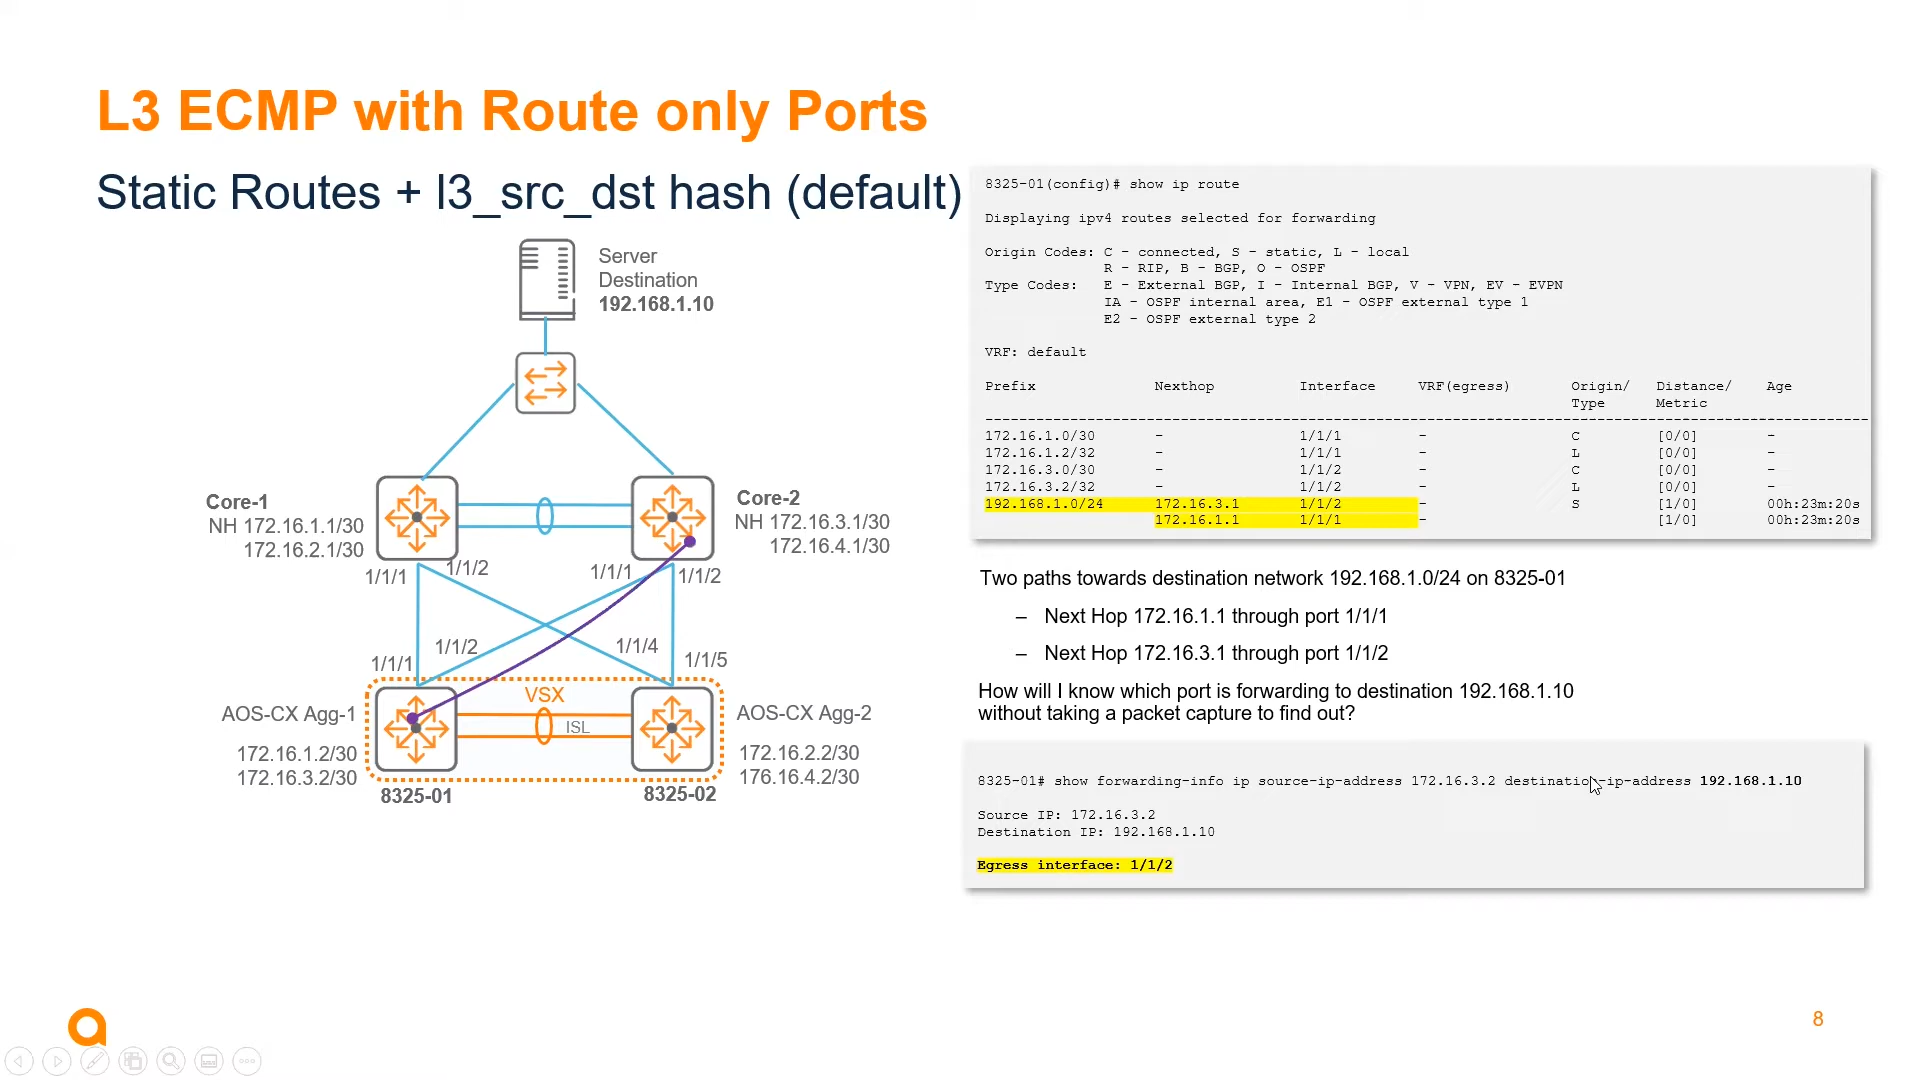 L3 ECMP with Route only Ports
Static Routes + l3_src_dst hash (default)
Server
Destination
192.168.1.10
Core-1
NH 172.16.1.1/30
172.16.2.1/30
Core-2
NH 172.16.3.1/30
172.16.4.1/30
1/1/1
1/1/2
1/1/1
1/1/2
1/1/1
1/1/2
1/1/4
1/1/5
VSX
ISL
AOS-CX Agg-1
172.16.1.2/30
172.16.3.2/30
8325-01
AOS-CX Agg-2
172.16.2.2/30
176.16.4.2/30
8325-02
8325-01(config)# show ip route
Displaying ipv4 routes selected for forwarding
Origin Codes: C - connected, S - static, L - local
R - RIP, B - BGP, O - OSPF
Type Codes: E - External BGP, I - Internal BGP, V - VPN, EV - EVPN
IA - OSPF internal area, E1 - OSPF external type 1
E2 - OSPF external type 2
VRF: default
Prefix Nexthop Interface VRF(egress) Origin/ Distance/ Age
Type Metric
--------------------------------------------------------------------------------------------------------
172.16.1.0/30 - 1/1/1 - C [0/0] -
172.16.1.2/32 - 1/1/1 - L [0/0] -
172.16.3.0/30 - 1/1/2 - C [0/0] -
172.16.3.2/32 - 1/1/2 - L [0/0] -
192.168.1.0/24 172.16.3.1 1/1/2 - S [1/0] 00h:23m:20s
172.16.1.1 1/1/1 - [1/0] 00h:23m:20s
Two paths towards destination network 192.168.1.0/24 on 8325-01
– Next Hop 172.16.1.1 through port 1/1/1
– Next Hop 172.16.3.1 through port 1/1/2
How will I know which port is forwarding to destination 192.168.1.10
without taking a packet capture to find out?
8325-01# show forwarding-info ip source-ip-address 172.16.3.2 destination-ip-address 192.168.1.10
Source IP: 172.16.3.2
Destination IP: 192.168.1.10
Egress interface: 1/1/2
8